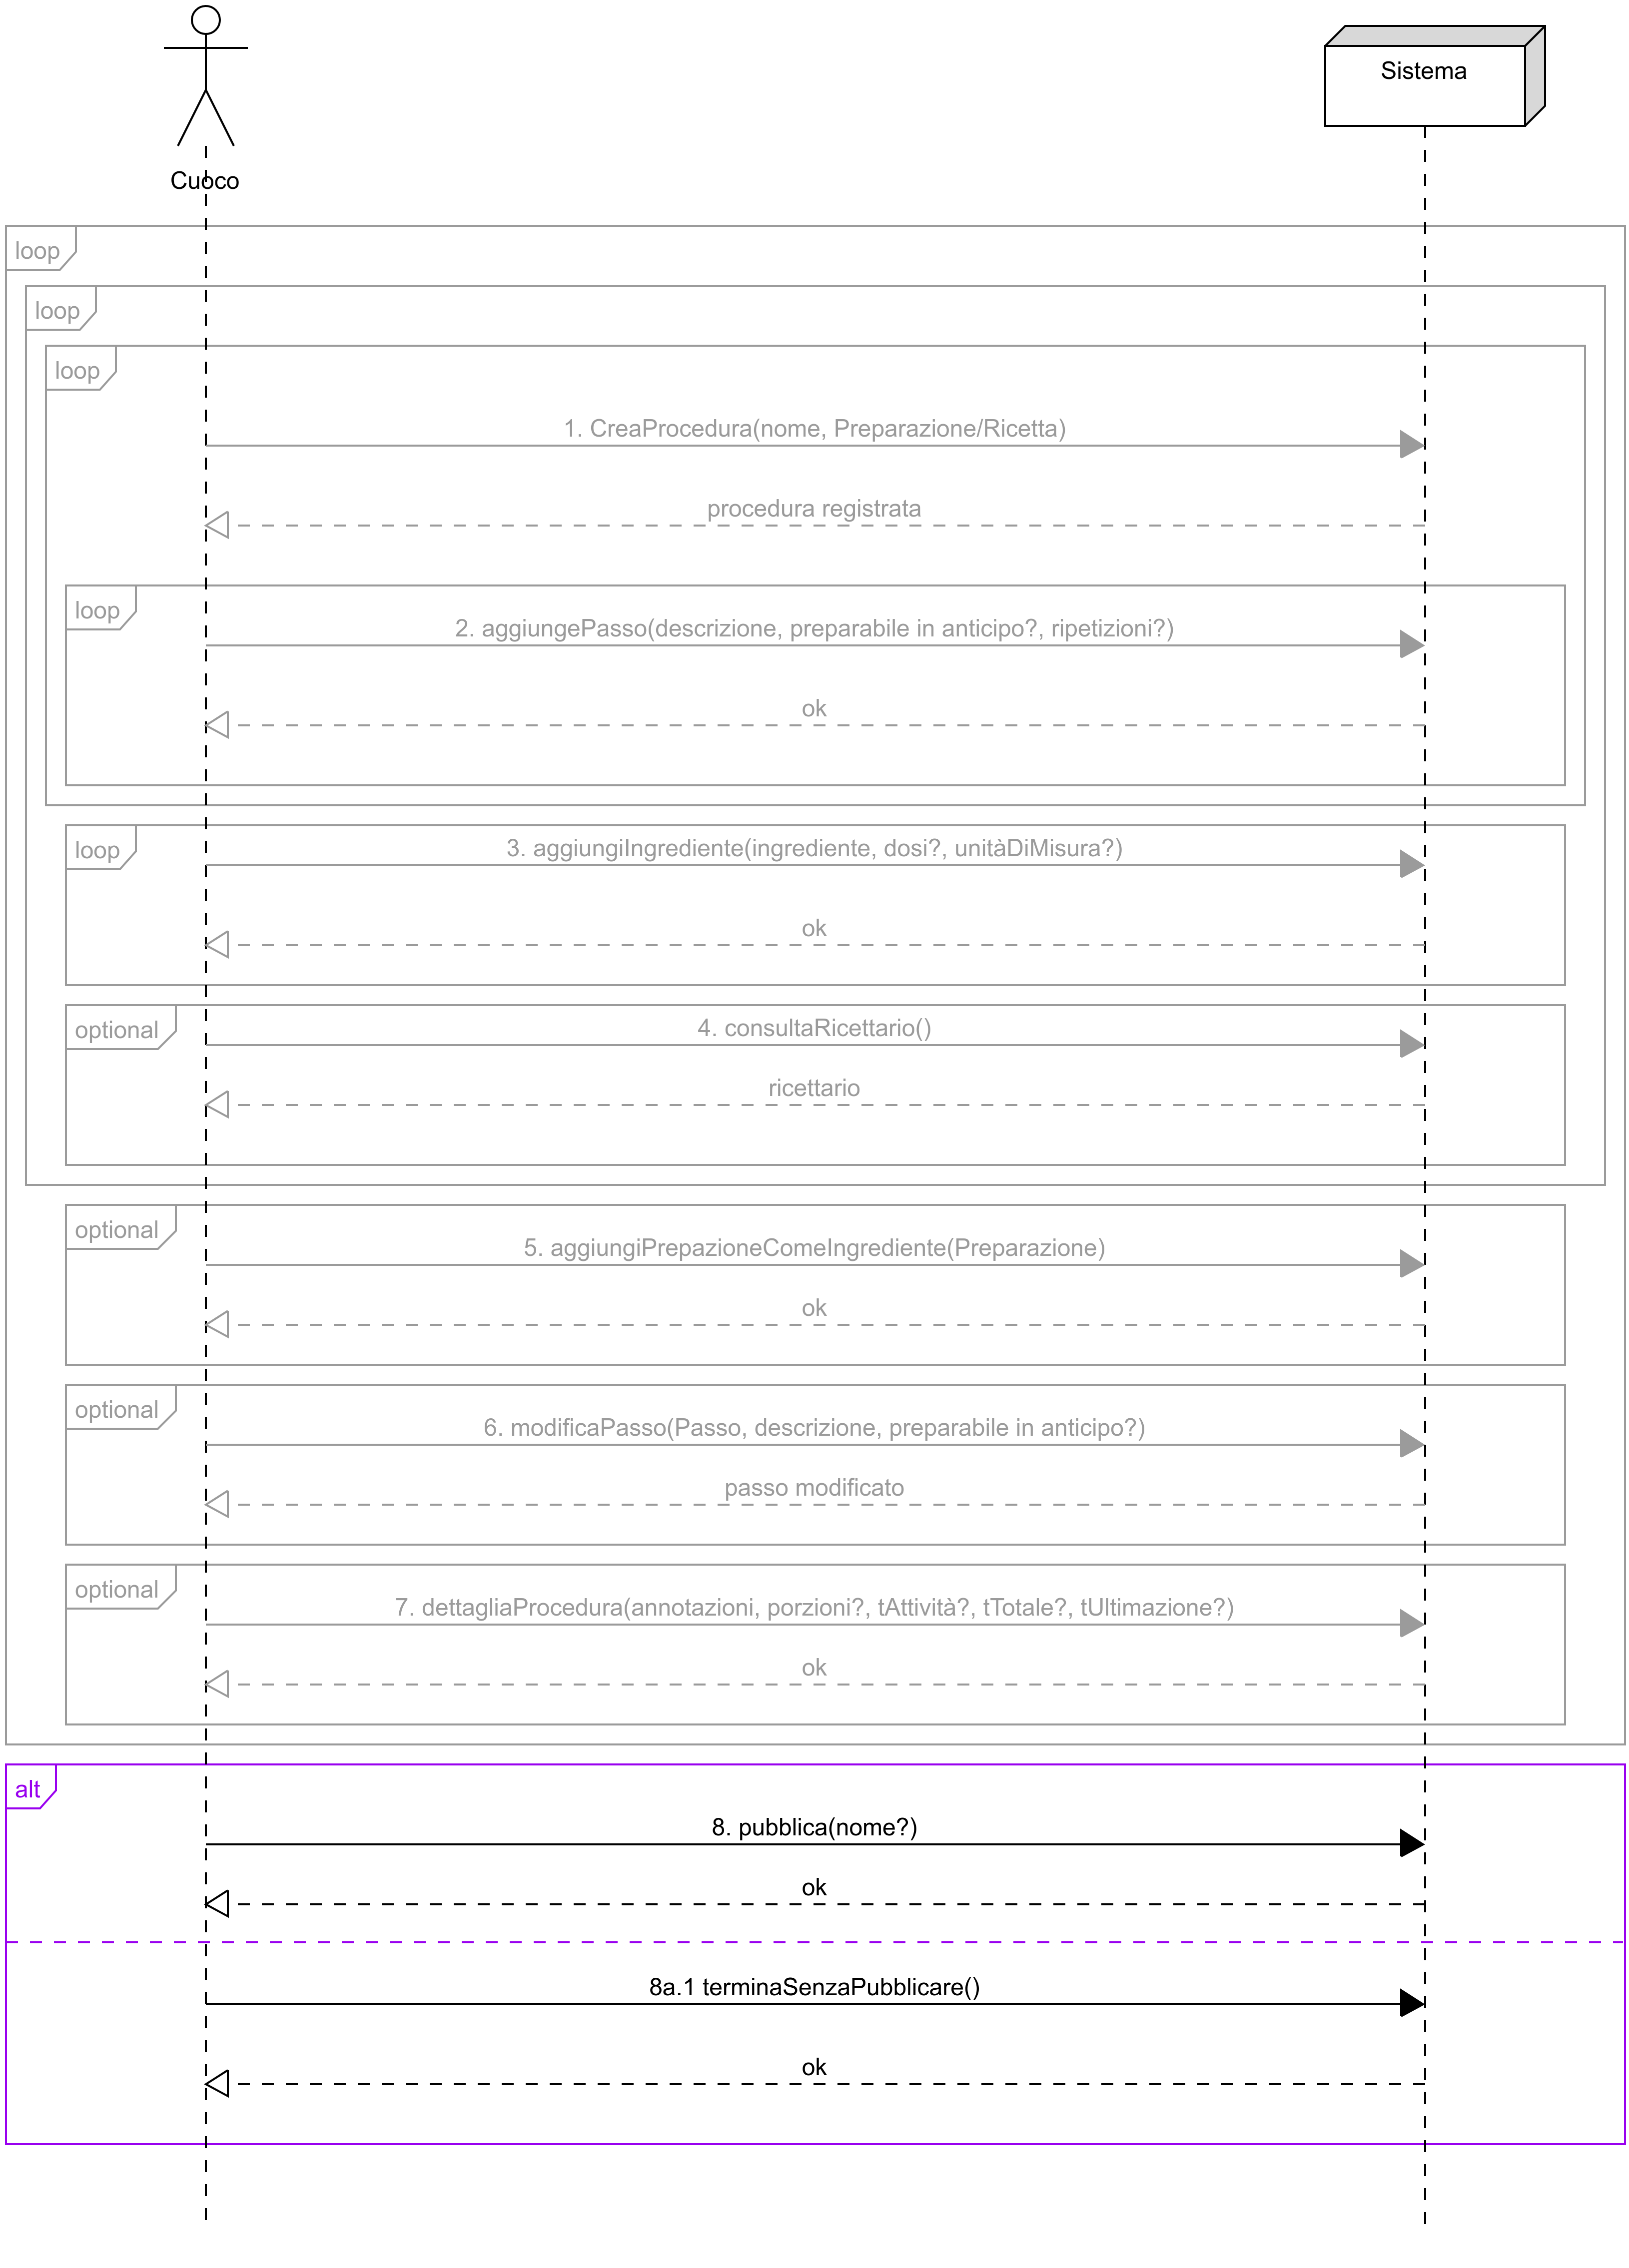 Sistema
Cuoco
loop
loop
loop
1. CreaProcedura(nome, Preparazione/Ricetta)
procedura registrata
loop
2. aggiungePasso(descrizione, preparabile in anticipo?, ripetizioni?)
ok
loop
3. aggiungiIngrediente(ingrediente, dosi?, unitàDiMisura?)
ok
optional
4. consultaRicettario()
ricettario
optional
5. aggiungiPrepazioneComeIngrediente(Preparazione)
ok
optional
6. modificaPasso(Passo, descrizione, preparabile in anticipo?)
passo modificato
optional
7. dettagliaProcedura(annotazioni, porzioni?, tAttività?, tTotale?, tUltimazione?)
ok
alt
8. pubblica(nome?)
ok
8a.1 terminaSenzaPubblicare()
ok